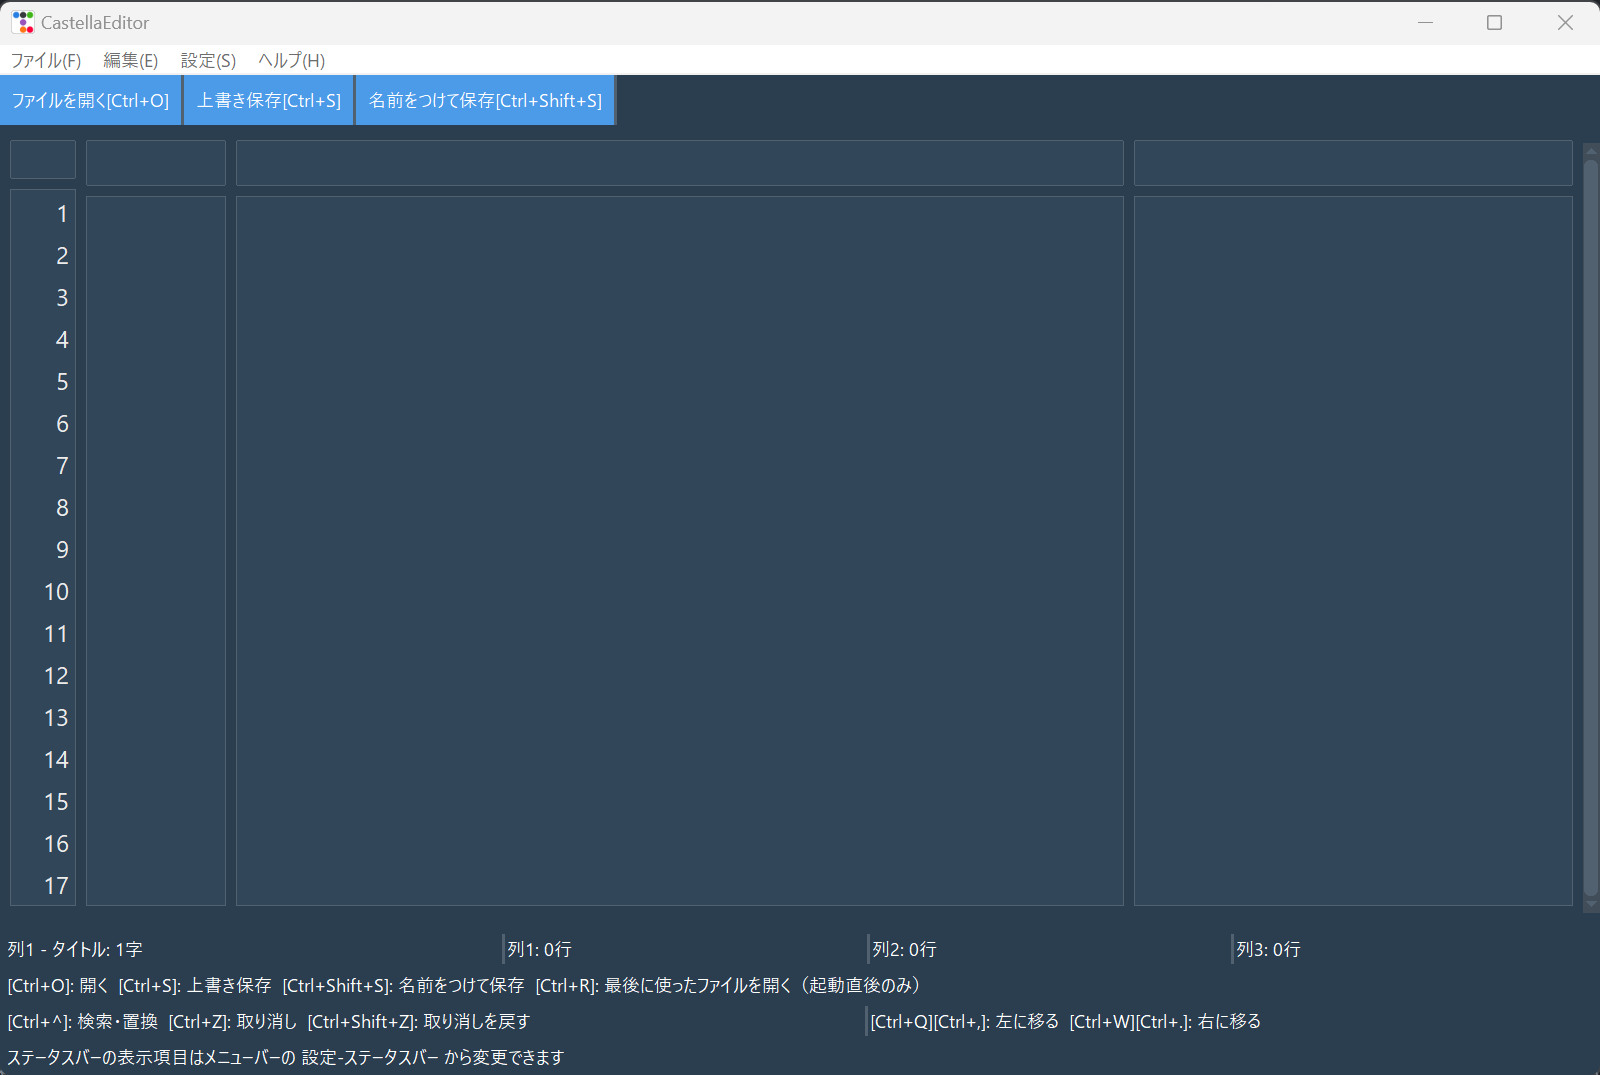 CastellaEditor
ファイル(F) 編集(E) 設定(S) ヘルプ(H)
ファイルを開く[Ctrl+O] 上書き保存[Ctrl+S] 名前をつけて保存[Ctrl+Shift+S]
1
2
3
4
5
6
7
8
9
10
11
12
13
14
15
16
17
列1 - タイトル: 1字 列1: 0行 列2: 0行 列3: 0行
[Ctrl+O]: 開く [Ctrl+S]: 上書き保存 [Ctrl+Shift+S]: 名前をつけて保存 [Ctrl+R]: 最後に使ったファイルを開く（起動直後のみ）
[Ctrl+^]: 検索・置換 [Ctrl+Z]: 取り消し [Ctrl+Shift+Z]: 取り消しを戻す [Ctrl+Q][Ctrl+,]: 左に移る [Ctrl+W][Ctrl+.]: 右に移る
ステータスバーの表示項目はメニューバーの 設定-ステータスバー から変更できます